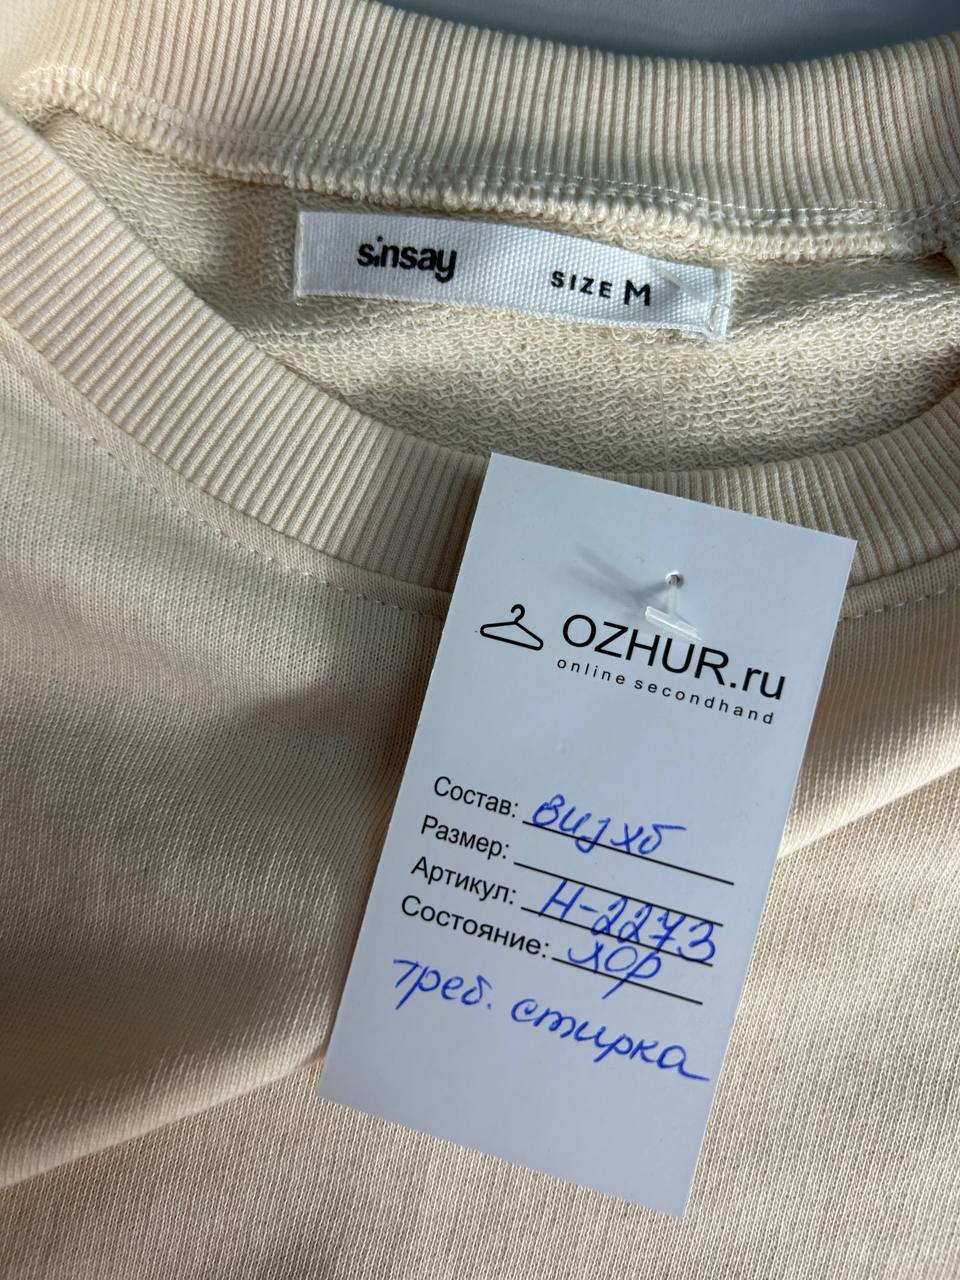 sinsay SIZE M
OZHUR.ru
online secondhand
Состав: виз хб
Размер:
Артикул: Н-2273
Состояние: хор
треб. стирка